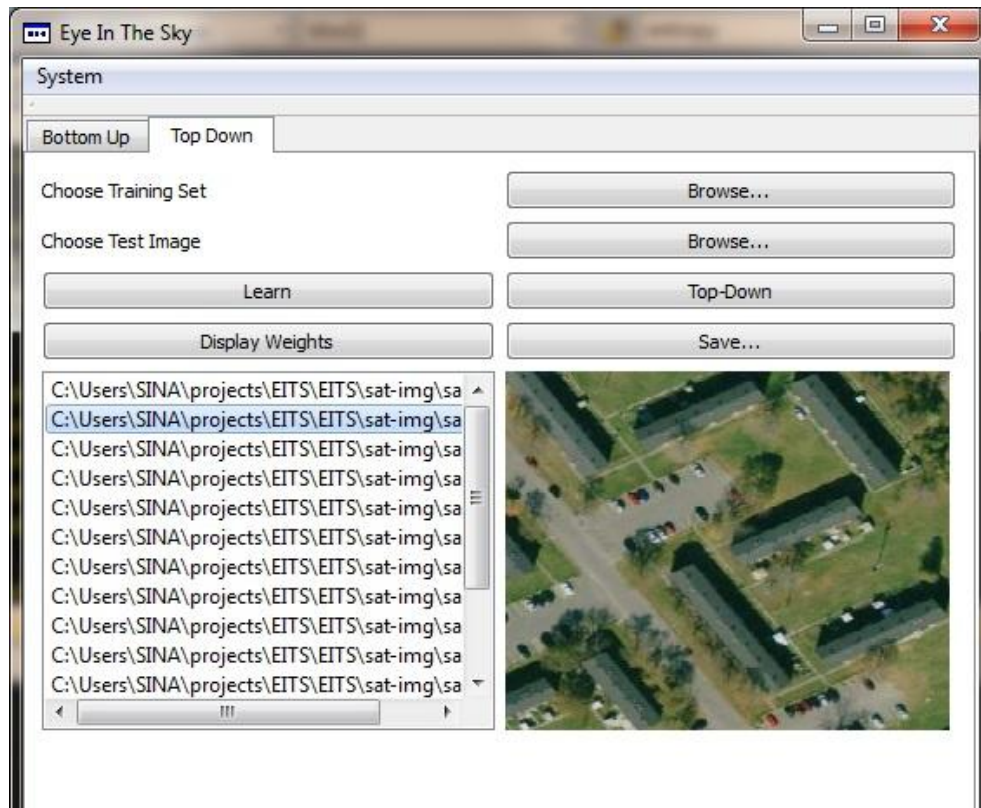 Eye In The Sky
System
Bottom Up Top Down
Choose Training Set Browse...
Choose Test Image Browse...
Learn Top-Down
Display Weights Save...
C:\Users\SINA\projects\EITS\EITS\sat-img\sa
C:\Users\SINA\projects\EITS\EITS\sat-img\sa
C:\Users\SINA\projects\EITS\EITS\sat-img\sa
C:\Users\SINA\projects\EITS\EITS\sat-img\sa
C:\Users\SINA\projects\EITS\EITS\sat-img\sa
C:\Users\SINA\projects\EITS\EITS\sat-img\sa
C:\Users\SINA\projects\EITS\EITS\sat-img\sa
C:\Users\SINA\projects\EITS\EITS\sat-img\sa
C:\Users\SINA\projects\EITS\EITS\sat-img\sa
C:\Users\SINA\projects\EITS\EITS\sat-img\sa
C:\Users\SINA\projects\EITS\EITS\sat-img\sa